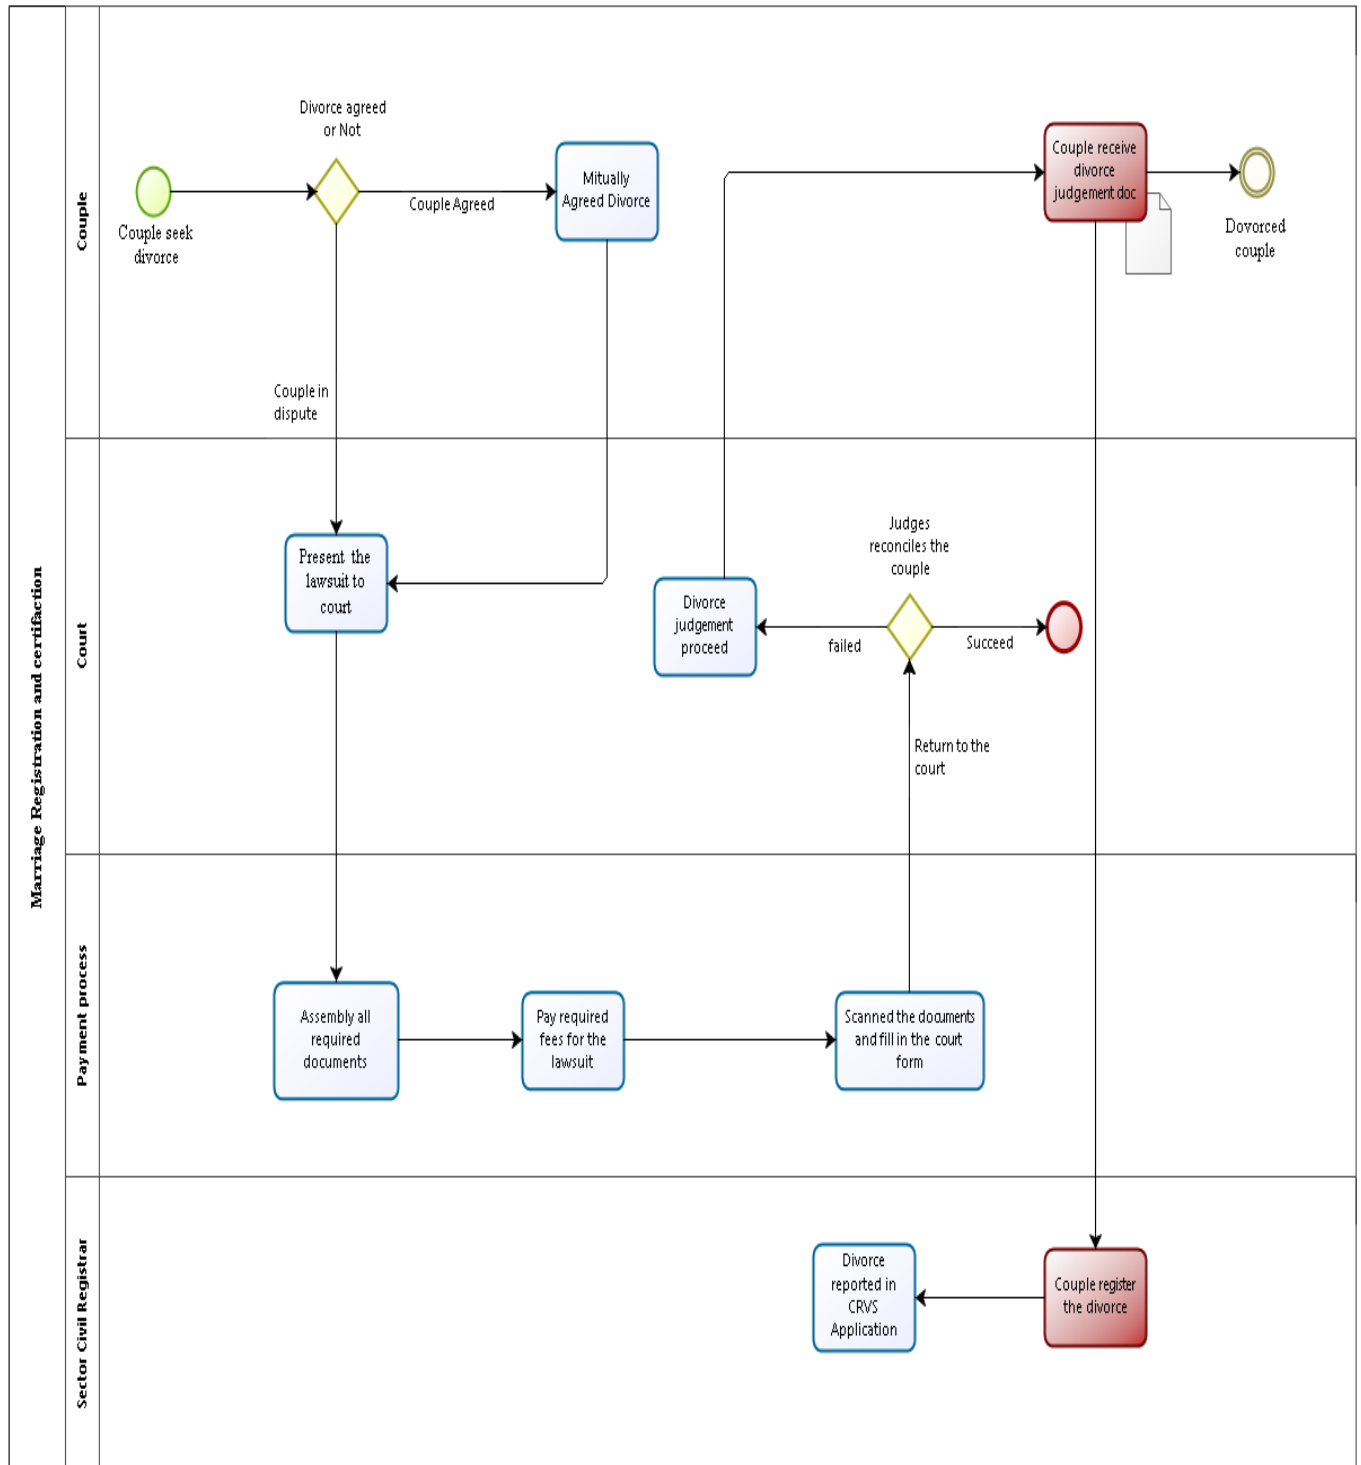 Marriage Registration and certifaction
Couple
Divorce agreed
or Not
Couple seek
divorce
Couple Agreed
Mitually
Agreed Divorce
Couple receive
divorce
judgement doc
Dovorced
couple
Couple in
dispute
Court
Present the
lawsuit to
court
Divorce
judgement
proceed
failed
Judges
reconciles the
couple
Succeed
Return to the
court
Payment process
Assembly all
required
documents
Pay required
fees for the
lawsuit
Scanned the documents
and fill in the court
form
Sector Civil Registrar
Divorce
reported in
CRVS
Application
Couple register
the divorce